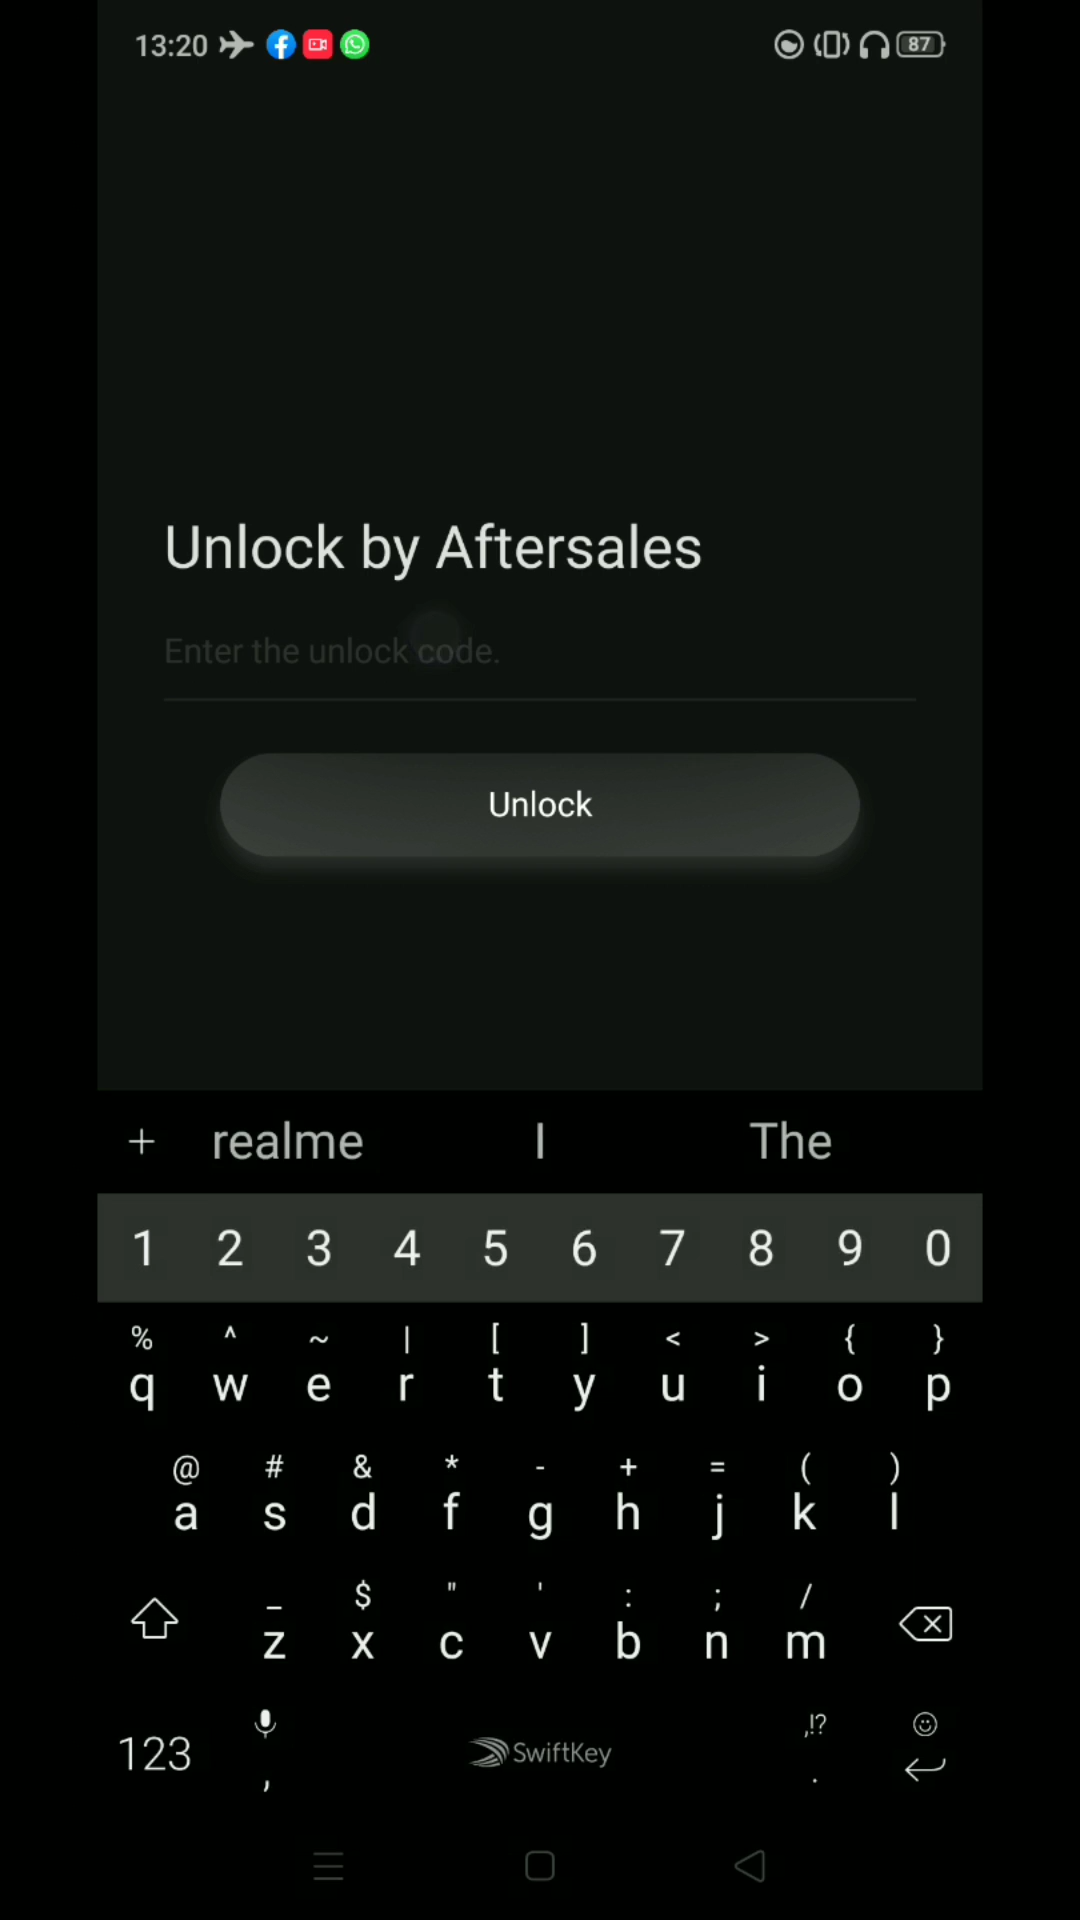 13:20 87
Unlock by Aftersales
Enter the unlock code.
Unlock
+ realme I The
1 2 3 4 5 6 7 8 9 0
% ^ ~ | [ ] < > { }
q w e r t y u i o p
@ # & * - + = ( )
a s d f g h j k l
_ $ " ' : ; /
z x c v b n m
,!?
123 , SwiftKey .